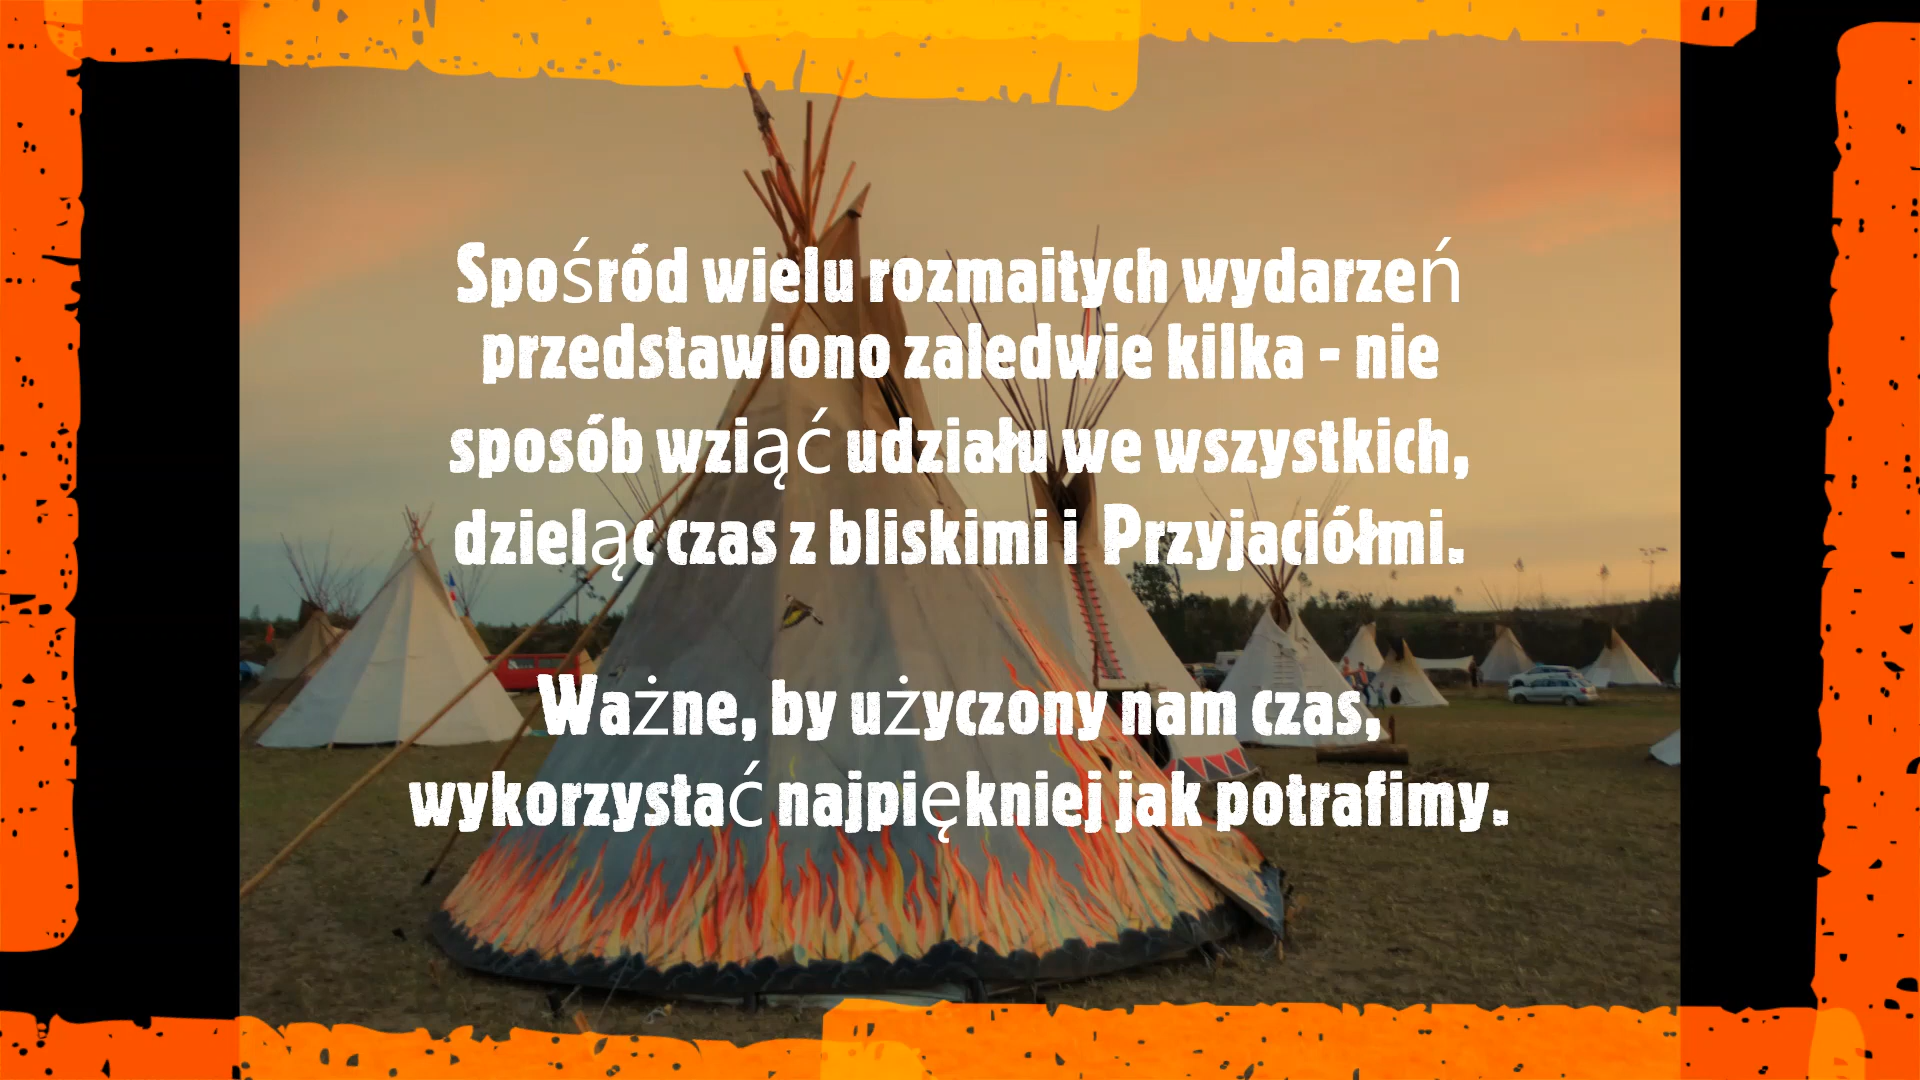 Spośród wielu rozmaitych wydarzeń
przedstawiono zaledwie kilka - nie
sposób wziąć udziału we wszystkich,
dzieląc czas z bliskimi i Przyjaciółmi.
Ważne, by użyczony nam czas,
wykorzystać najpiękniej jak potrafimy.